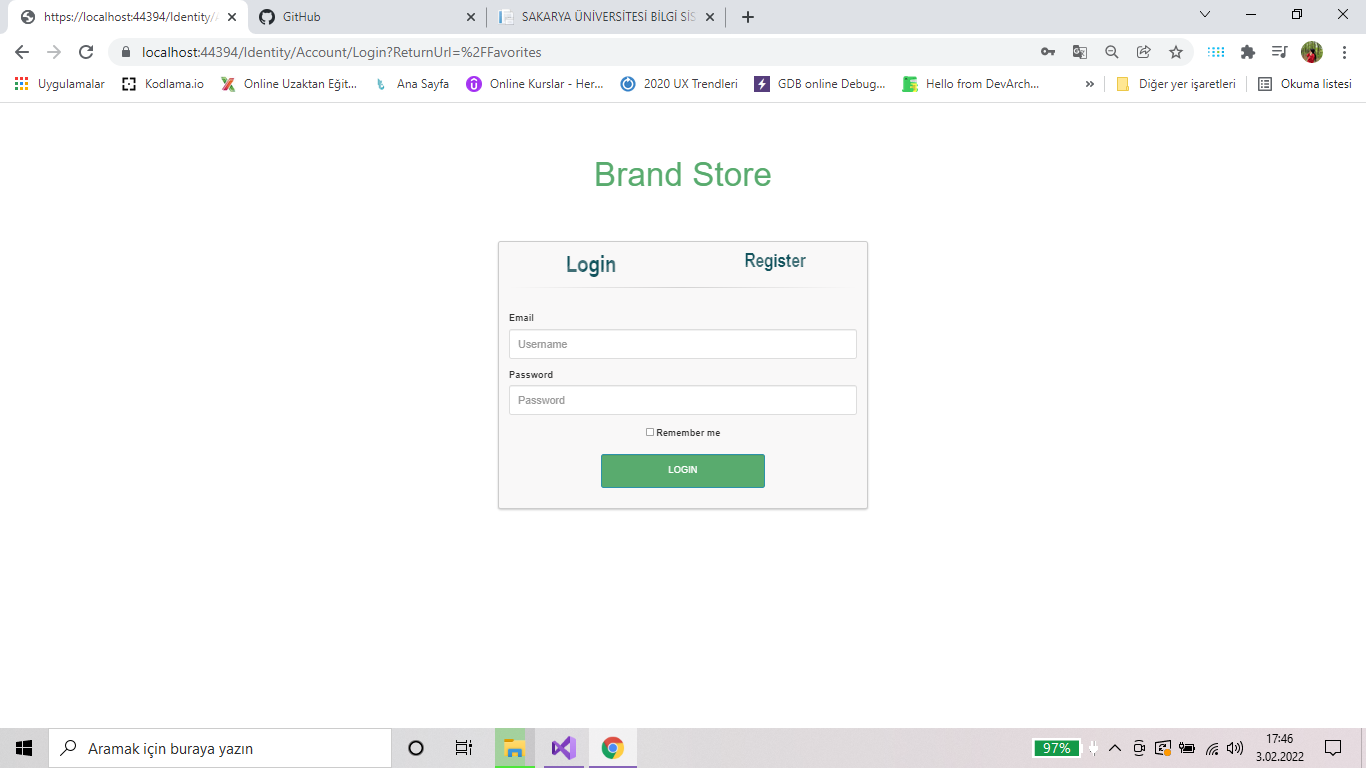 https://localhost:44394/Identity/A
GitHub
SAKARYA ÜNİVERSİTESİ BİLGİ SİS
localhost:44394/Identity/Account/Login?ReturnUrl=%2FFavorites
Uygulamalar
Kodlama.io
Online Uzaktan Eğit...
Ana Sayfa
Online Kurslar - Her...
2020 UX Trendleri
GDB online Debug...
Hello from DevArch...
»
Diğer yer işaretleri
Okuma listesi
Brand Store
Login
Register
Email
Username
Password
Password
Remember me
LOGIN
Aramak için buraya yazın
97%
17:46
3.02.2022